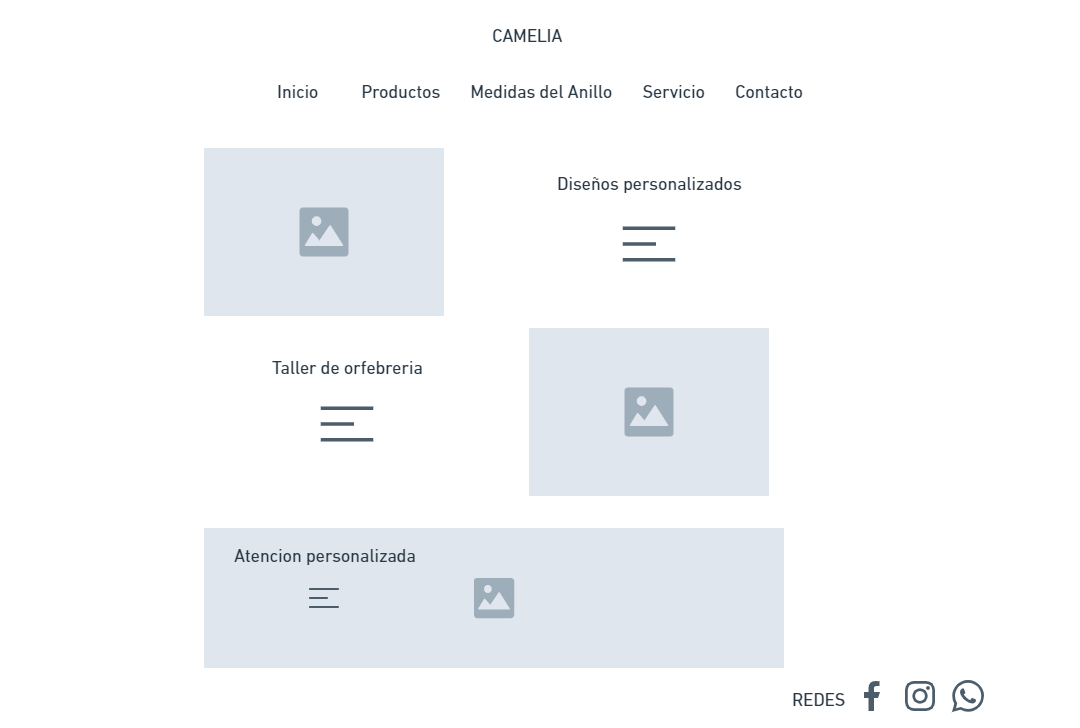 CAMELIA
Inicio Productos Medidas del Anillo Servicio Contacto
Diseños personalizados
Taller de orfebreria
Atencion personalizada
REDES